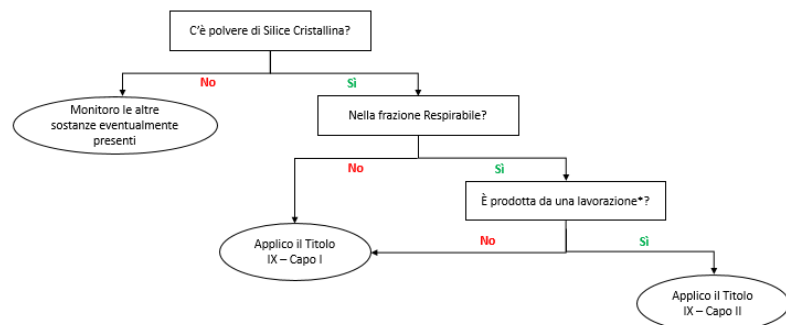 C'è polvere di Silice Cristallina?
No
Sì
Monitoro le altre
sostanze eventualmente
presenti
Nella frazione Respirabile?
No
Sì
È prodotta da una lavorazione*?
Applico il Titolo
IX – Capo I
No
Sì
Applico il Titolo
IX – Capo II